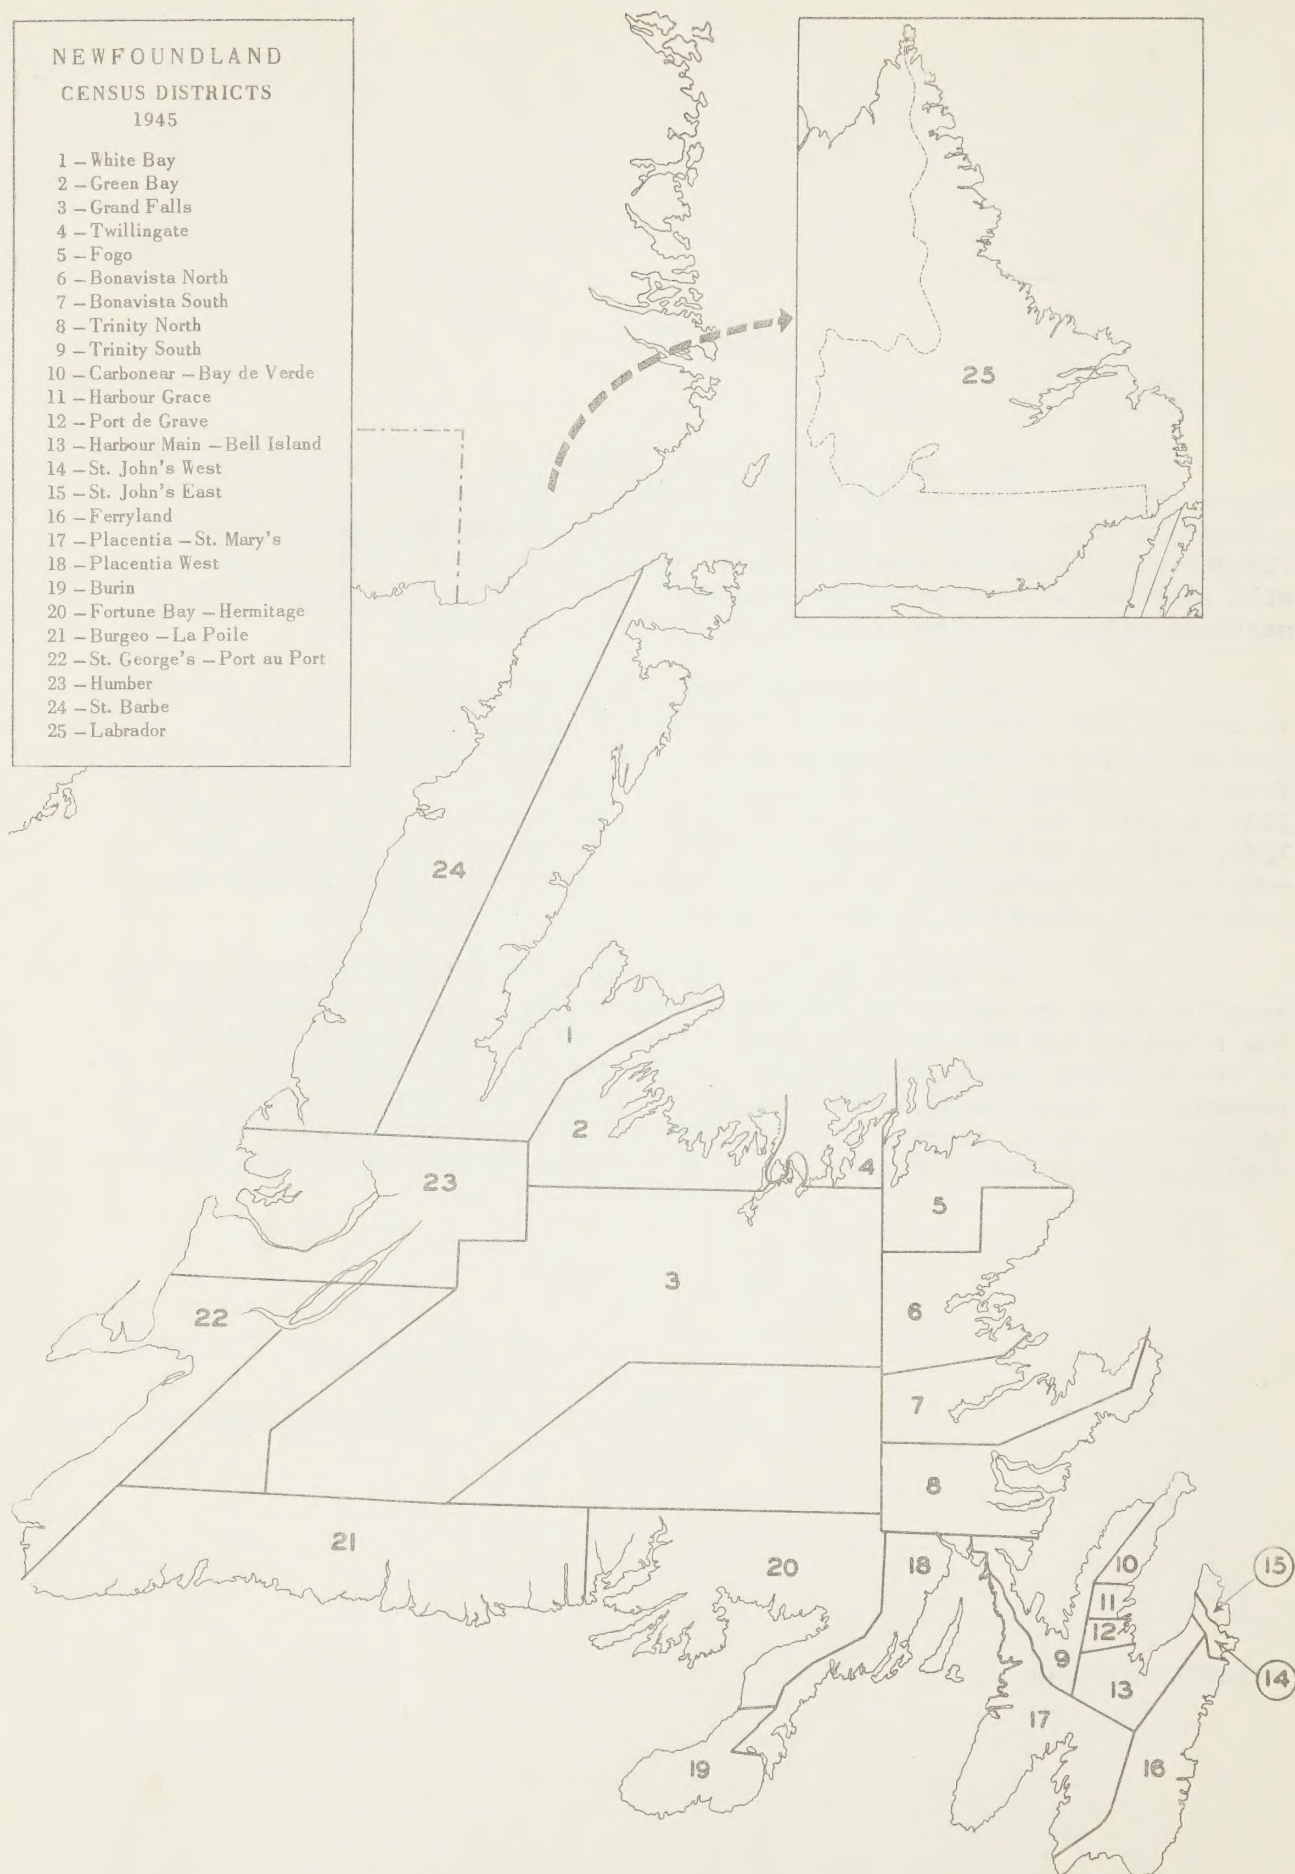 NEWFOUNDLAND
CENSUS DISTRICTS
1945
1 – White Bay
2 – Green Bay
3 – Grand Falls
4 – Twillingate
5 – Fogo
6 – Bonavista North
7 – Bonavista South
8 – Trinity North
9 – Trinity South
10 – Carbonear – Bay de Verde
11 – Harbour Grace
12 – Port de Grave
13 – Harbour Main – Bell Island
14 – St. John's West
15 – St. John's East
16 – Ferryland
17 – Placentia – St. Mary's
18 – Placentia West
19 – Burin
20 – Fortune Bay – Hermitage
21 – Burgeo – La Poile
22 – St. George's – Port au Port
23 – Humber
24 – St. Barbe
25 – Labrador
25
24
1
2
4
23
5
3
22
6
7
8
21
20
18
10
15
11
12
9
14
13
17
19
16